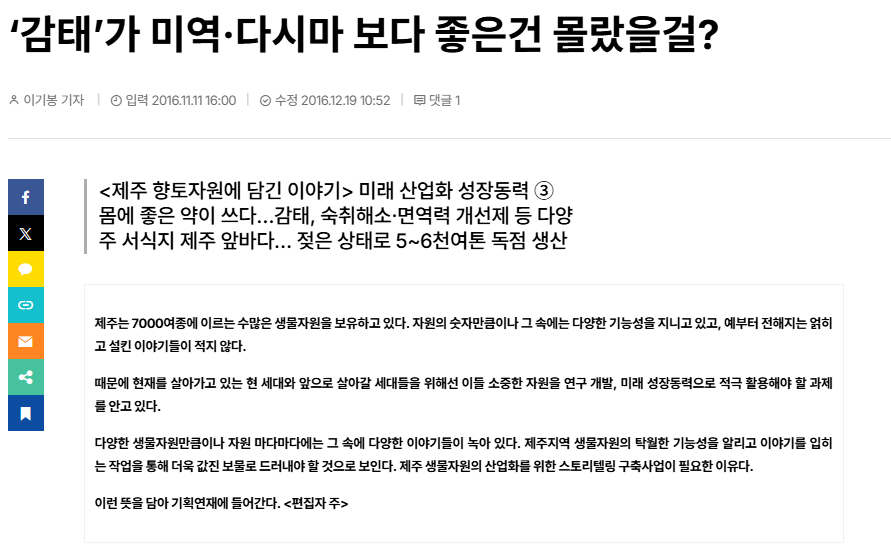 ‘감태’가 미역·다시마 보다 좋은건 몰랐을걸?
이기봉 기자
입력 2016.11.11 16:00
수정 2016.12.19 10:52
댓글 1
<제주 향토자원에 담긴 이야기> 미래 산업화 성장동력 ③
몸에 좋은 약이 쓰다…감태, 숙취해소·면역력 개선제 등 다양
주 서식지 제주 앞바다… 젖은 상태로 5~6천여톤 독점 생산
제주는 7000여종에 이르는 수많은 생물자원을 보유하고 있다. 자원의 숫자만큼이나 그 속에는 다양한 기능성을 지니고 있고, 예부터 전해지는 얽히
고 설킨 이야기들이 적지 않다.
때문에 현재를 살아가고 있는 현 세대와 앞으로 살아갈 세대들을 위해선 이들 소중한 자원을 연구 개발, 미래 성장동력으로 적극 활용해야 할 과제
를 안고 있다.
다양한 생물자원만큼이나 자원 마다마다에는 그 속에 다양한 이야기들이 녹아 있다. 제주지역 생물자원의 탁월한 기능성을 알리고 이야기를 입히
는 작업을 통해 더욱 값진 보물로 드러내야 할 것으로 보인다. 제주 생물자원의 산업화를 위한 스토리텔링 구축사업이 필요한 이유다.
이런 뜻을 담아 기획연재에 들어간다. <편집자 주>